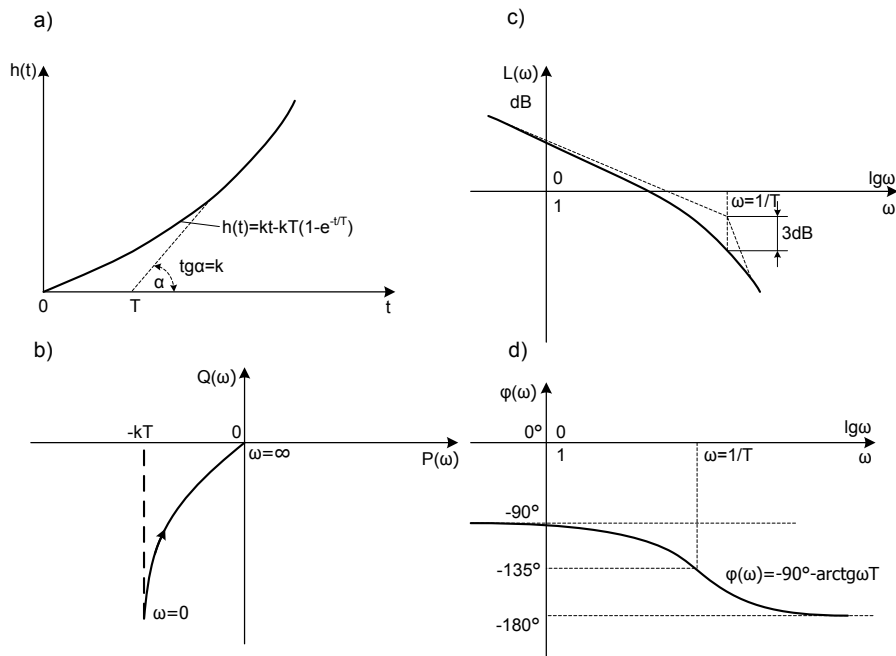 a)
h(t)
h(t)=kt-kT(1-e^-t/T)
tgα=k
α
0
T
t
c)
L(ω)
dB
0
lgω
1
ω=1/T
ω
3dB
b)
Q(ω)
-kT
0
ω=∞
P(ω)
ω=0
d)
φ(ω)
0°
0
lgω
1
ω=1/T
ω
-90°
-135°
φ(ω)=-90°-arctgωT
-180°